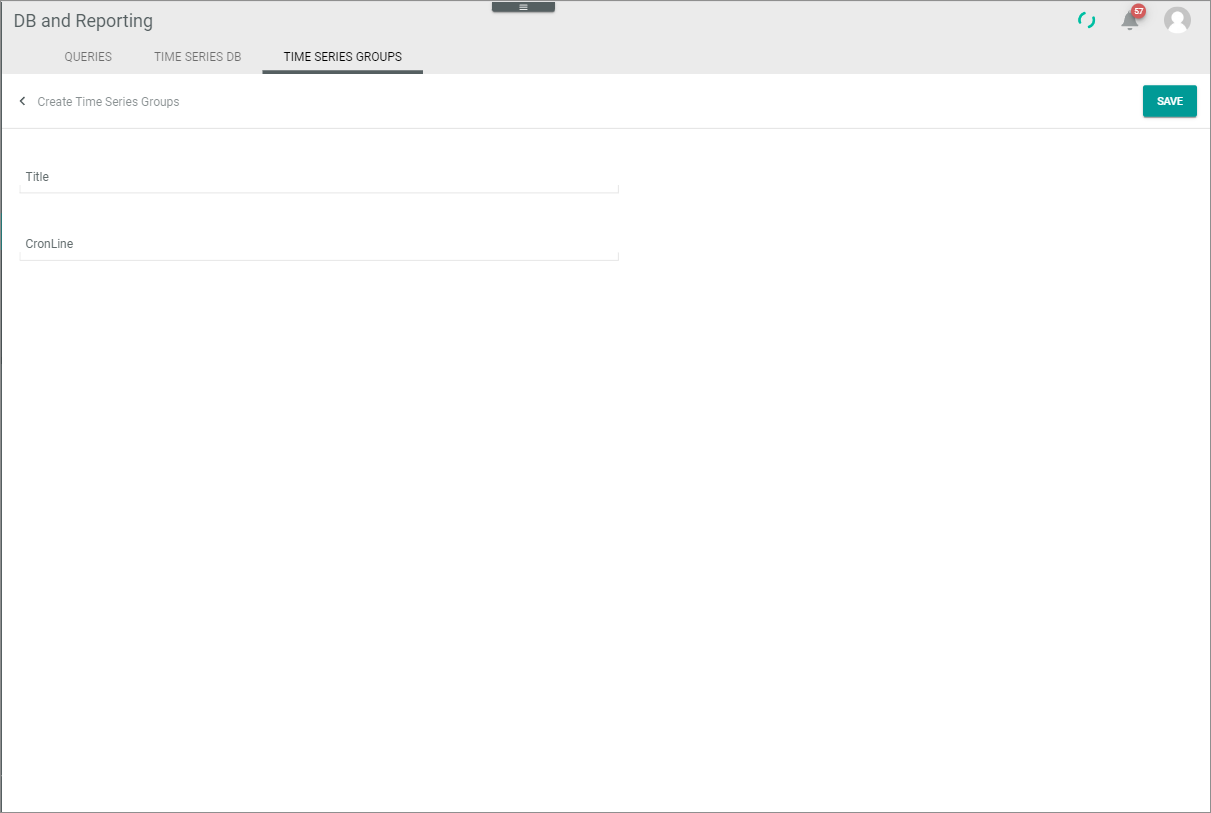 DB and Reporting
57
QUERIES TIME SERIES DB TIME SERIES GROUPS
Create Time Series Groups
SAVE
Title
CronLine